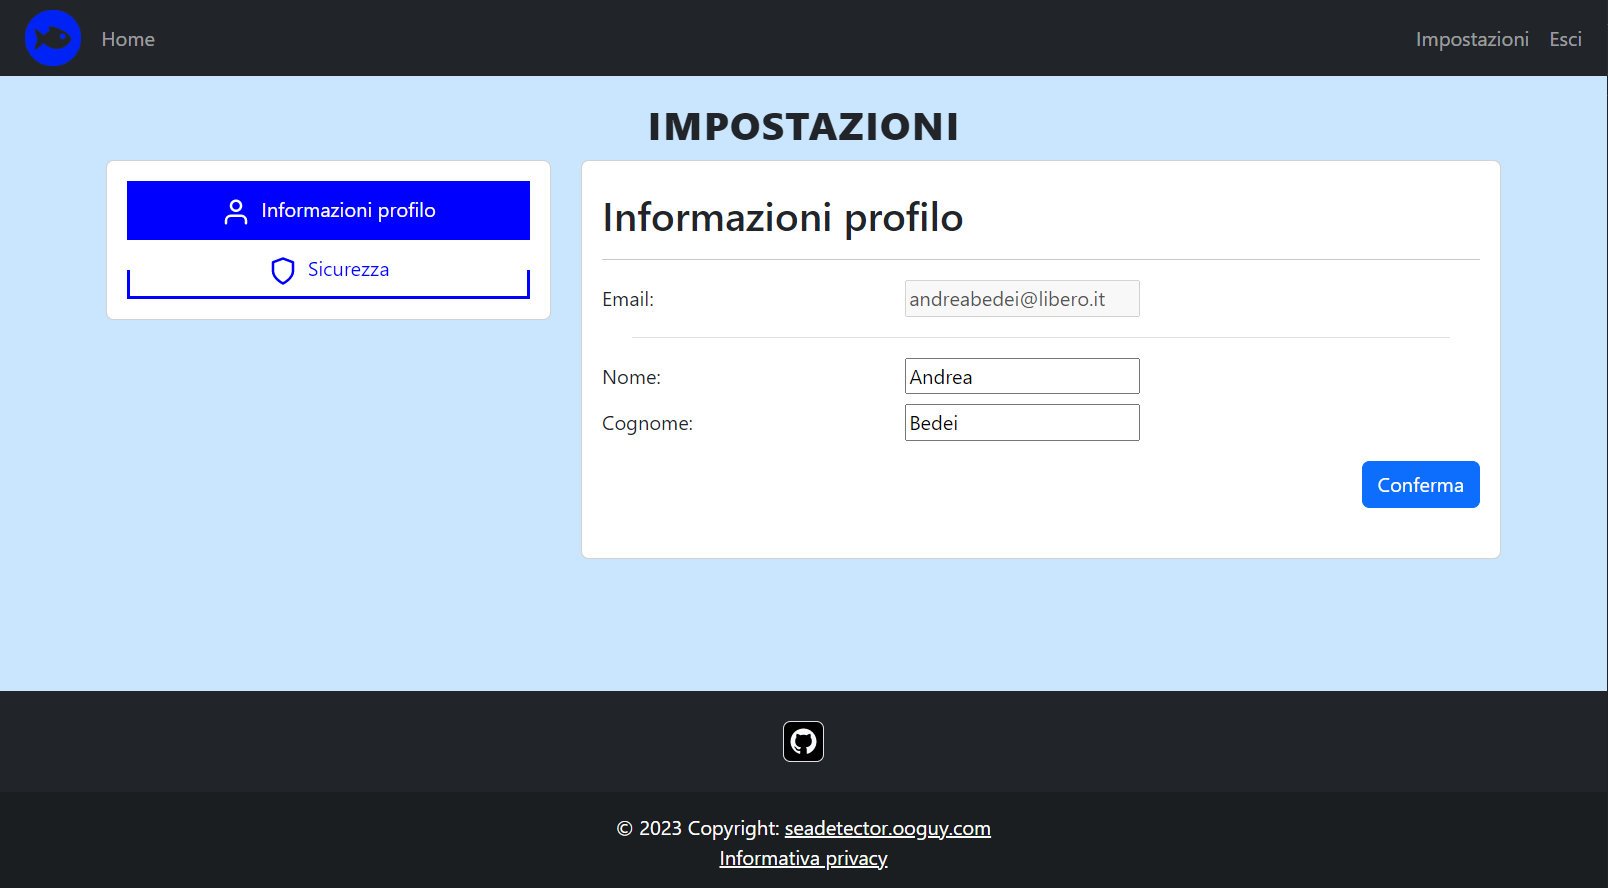 Home
Impostazioni Esci
IMPOSTAZIONI
Informazioni profilo
Sicurezza
Informazioni profilo
Email: andreabedei@libero.it
Nome: Andrea
Cognome: Bedei
Conferma
© 2023 Copyright: seadetector.ooguy.com
Informativa privacy